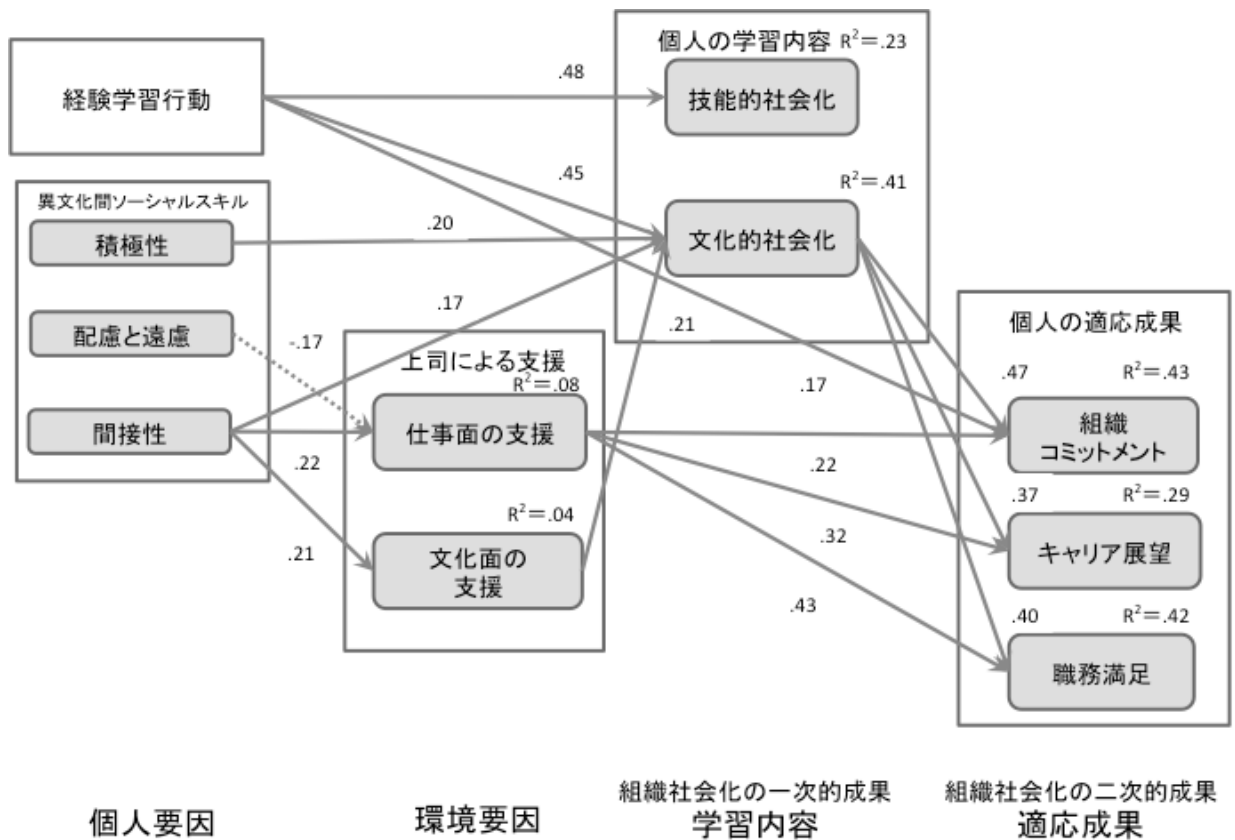 経験学習行動
異文化間ソーシャルスキル
積極性
配慮と遠慮
間接性
個人要因
.48
.45
.20
.17
-.17
.22
.21
上司による支援
R²=.08
仕事面の支援
R²=.04
文化面の
支援
環境要因
個人の学習内容 R²=.23
技能的社会化
R²=.41
文化的社会化
.21
.17
.22
.32
.43
組織社会化の一次的成果
学習内容
個人の適応成果
.47 R²=.43
組織
コミットメント
.37 R²=.29
キャリア展望
.40 R²=.42
職務満足
組織社会化の二次的成果
適応成果